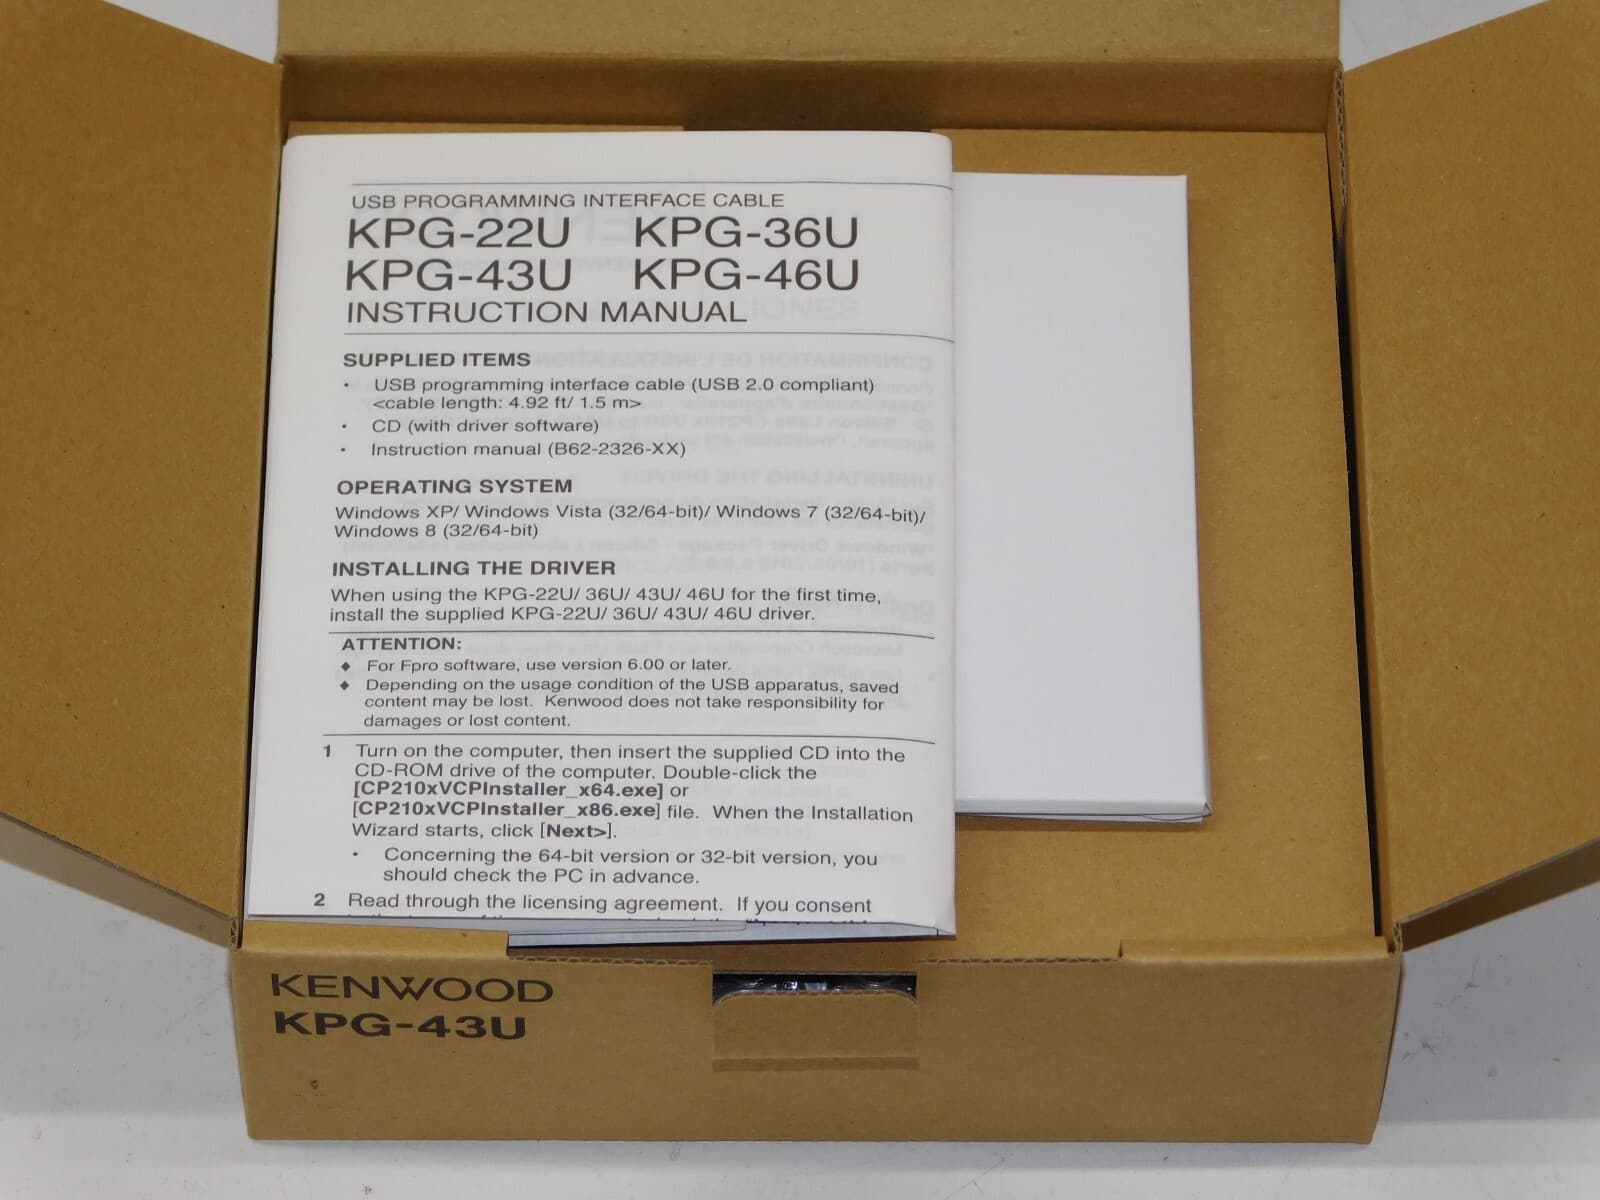 USB PROGRAMMING INTERFACE CABLE
KPG-22U KPG-36U
KPG-43U KPG-46U
INSTRUCTION MANUAL
SUPPLIED ITEMS
• USB programming interface cable (USB 2.0 compliant)
<cable length: 4.92 ft/ 1.5 m>
• CD (with driver software)
• Instruction manual (B62-2326-XX)
OPERATING SYSTEM
Windows XP/ Windows Vista (32/64-bit)/ Windows 7 (32/64-bit)/
Windows 8 (32/64-bit)
INSTALLING THE DRIVER
When using the KPG-22U/ 36U/ 43U/ 46U for the first time,
install the supplied KPG-22U/ 36U/ 43U/ 46U driver.
ATTENTION:
◆ For Fpro software, use version 6.00 or later.
◆ Depending on the usage condition of the USB apparatus, saved
content may be lost. Kenwood does not take responsibility for
damages or lost content.
1 Turn on the computer, then insert the supplied CD into the
CD-ROM drive of the computer. Double-click the
[CP210xVCPInstaller_x64.exe] or
[CP210xVCPInstaller_x86.exe] file. When the Installation
Wizard starts, click [Next>].
• Concerning the 64-bit version or 32-bit version, you
should check the PC in advance.
2 Read through the licensing agreement. If you consent
KENWOOD
KPG-43U